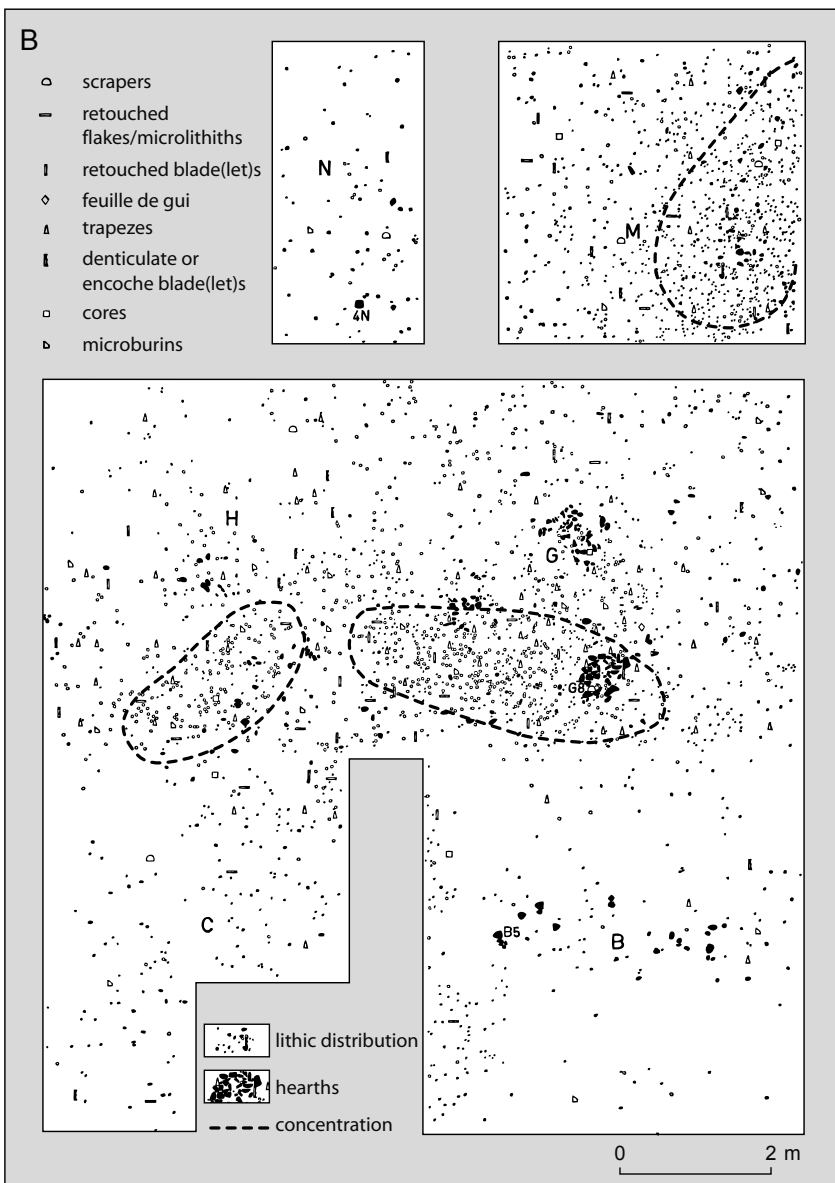 B
scrapers
retouched
flakes/microlithiths
retouched blade(let)s
feuille de gui
trapezes
denticulate or
encoche blade(let)s
cores
microburins
N
4N
M
H
G
G8
C
B5
B
lithic distribution
hearths
concentration
0 2 m